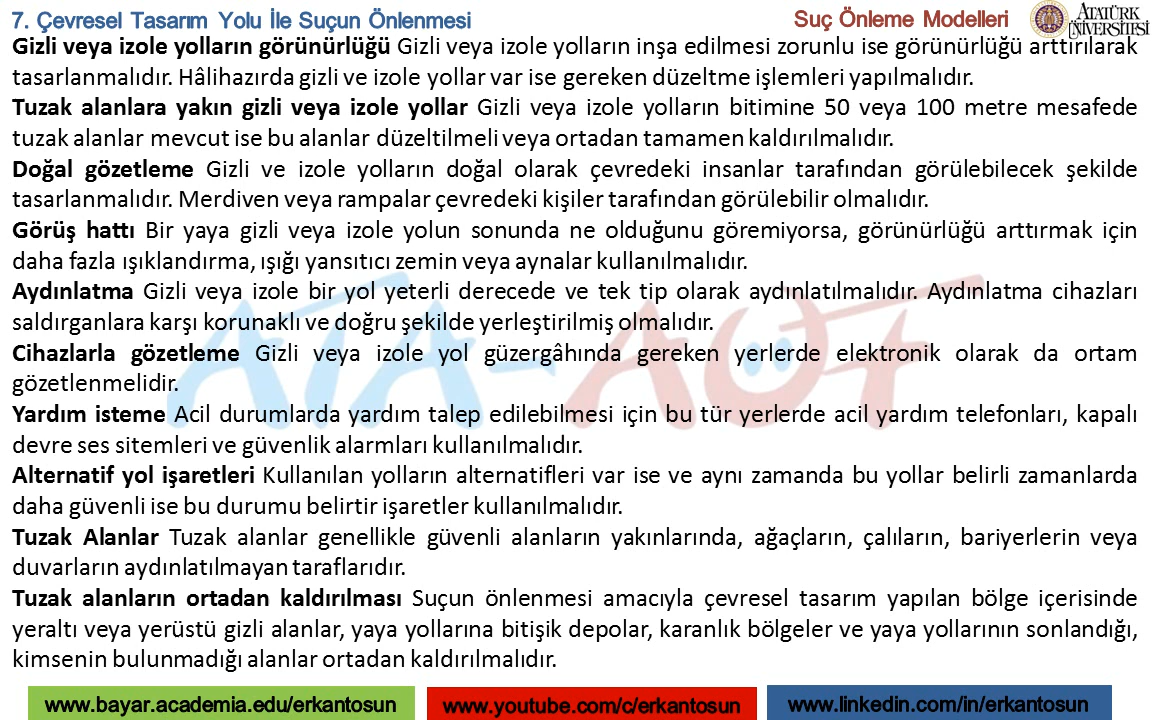 7. Çevresel Tasarım Yolu İle Suçun Önlenmesi
Suç Önleme Modelleri
ATATÜRK
ÜNİVERSİTESİ
Gizli veya izole yolların görünürlüğü Gizli veya izole yolların inşa edilmesi zorunlu ise görünürlüğü arttırılarak
tasarlanmalıdır. Hâlihazırda gizli ve izole yollar var ise gereken düzeltme işlemleri yapılmalıdır.
Tuzak alanlara yakın gizli veya izole yollar Gizli veya izole yolların bitimine 50 veya 100 metre mesafede
tuzak alanlar mevcut ise bu alanlar düzeltilmeli veya ortadan tamamen kaldırılmalıdır.
Doğal gözetleme Gizli ve izole yolların doğal olarak çevredeki insanlar tarafından görülebilecek şekilde
tasarlanmalıdır. Merdiven veya rampalar çevredeki kişiler tarafından görülebilir olmalıdır.
Görüş hattı Bir yaya gizli veya izole yolun sonunda ne olduğunu göremiyorsa, görünürlüğü arttırmak için
daha fazla ışıklandırma, ışığı yansıtıcı zemin veya aynalar kullanılmalıdır.
Aydınlatma Gizli veya izole bir yol yeterli derecede ve tek tip olarak aydınlatılmalıdır. Aydınlatma cihazları
saldırganlara karşı korunaklı ve doğru şekilde yerleştirilmiş olmalıdır.
Cihazlarla gözetleme Gizli veya izole yol güzergâhında gereken yerlerde elektronik olarak da ortam
gözetlenmelidir.
Yardım isteme Acil durumlarda yardım talep edilebilmesi için bu tür yerlerde acil yardım telefonları, kapalı
devre ses sitemleri ve güvenlik alarmları kullanılmalıdır.
Alternatif yol işaretleri Kullanılan yolların alternatifleri var ise ve aynı zamanda bu yollar belirli zamanlarda
daha güvenli ise bu durumu belirtir işaretler kullanılmalıdır.
Tuzak Alanlar Tuzak alanlar genellikle güvenli alanların yakınlarında, ağaçların, çalıların, bariyerlerin veya
duvarların aydınlatılmayan taraflarıdır.
Tuzak alanların ortadan kaldırılması Suçun önlenmesi amacıyla çevresel tasarım yapılan bölge içerisinde
yeraltı veya yerüstü gizli alanlar, yaya yollarına bitişik depolar, karanlık bölgeler ve yaya yollarının sonlandığı,
kimsenin bulunmadığı alanlar ortadan kaldırılmalıdır.
ATA-AÖF
www.bayar.academia.edu/erkantosun
www.youtube.com/c/erkantosun
www.linkedin.com/in/erkantosun